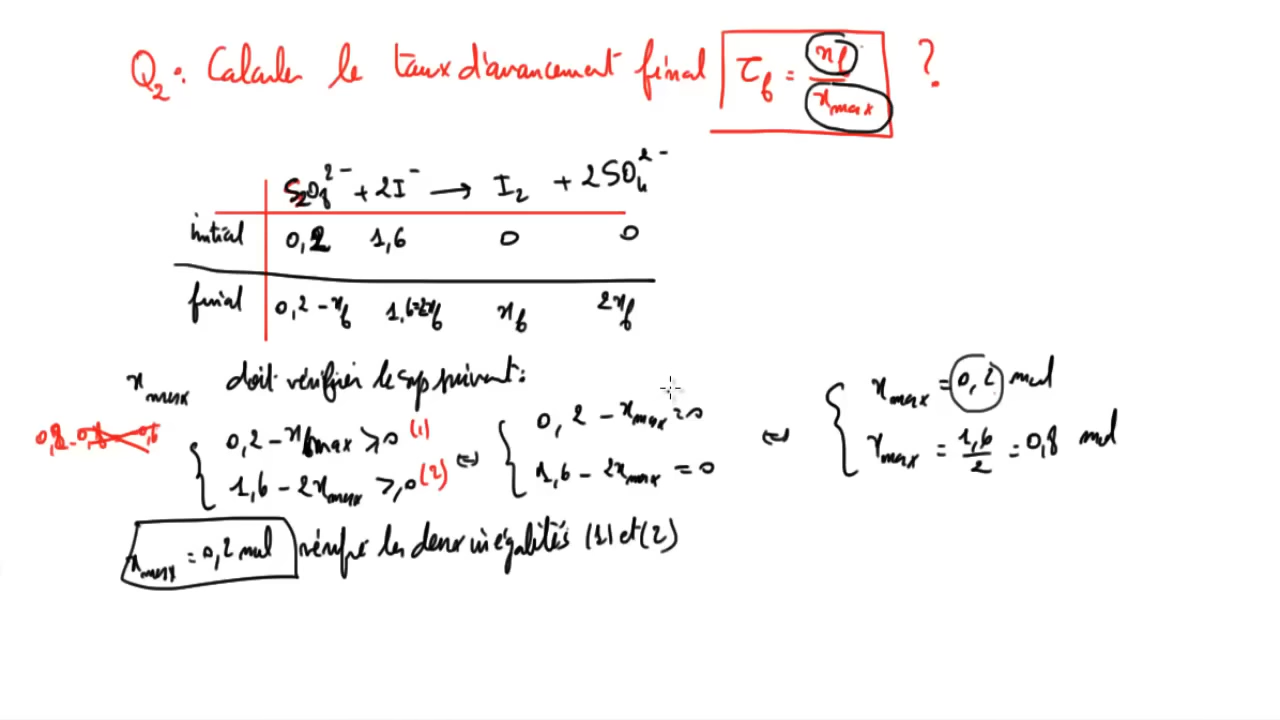 Q₂: Calculer le taux d'avancement final τf = xf / xmax ?
S₂O₈²⁻ + 2I⁻ → I₂ + 2SO₄²⁻
initial 0,2 1,6 0 0
final 0,2 - xf 1,6-2xf xf 2xf
xmax doit vérifier le sys suivant:
0,2 - xmax ⩾ 0 (1) ⇔ 0,2 - xmax = 0 ⇔ xmax = 0,2 mol
1,6 - 2xmax ⩾ 0 (2) 1,6 - 2xmax = 0 xmax = 1,6/2 = 0,8 mol
xmax = 0,2 mol vérifie les deux inégalités (1) et (2)